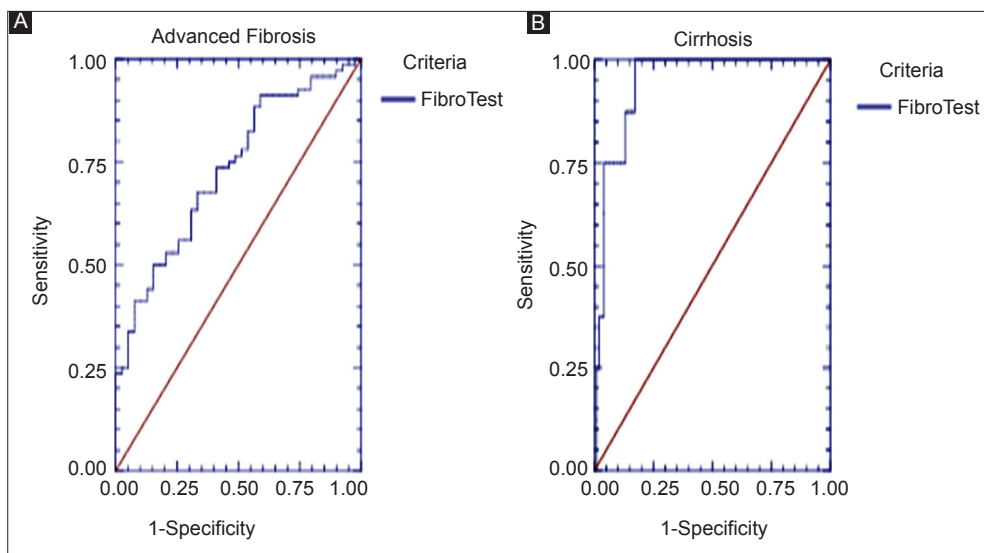 A
Advanced Fibrosis
1.00
0.75
0.50
0.25
0.00
Sensitivity
0.00 0.25 0.50 0.75 1.00
1-Specificity
Criteria
FibroTest
B
Cirrhosis
1.00
0.75
0.50
0.25
0.00
Sensitivity
0.00 0.25 0.50 0.75 1.00
1-Specificity
Criteria
FibroTest